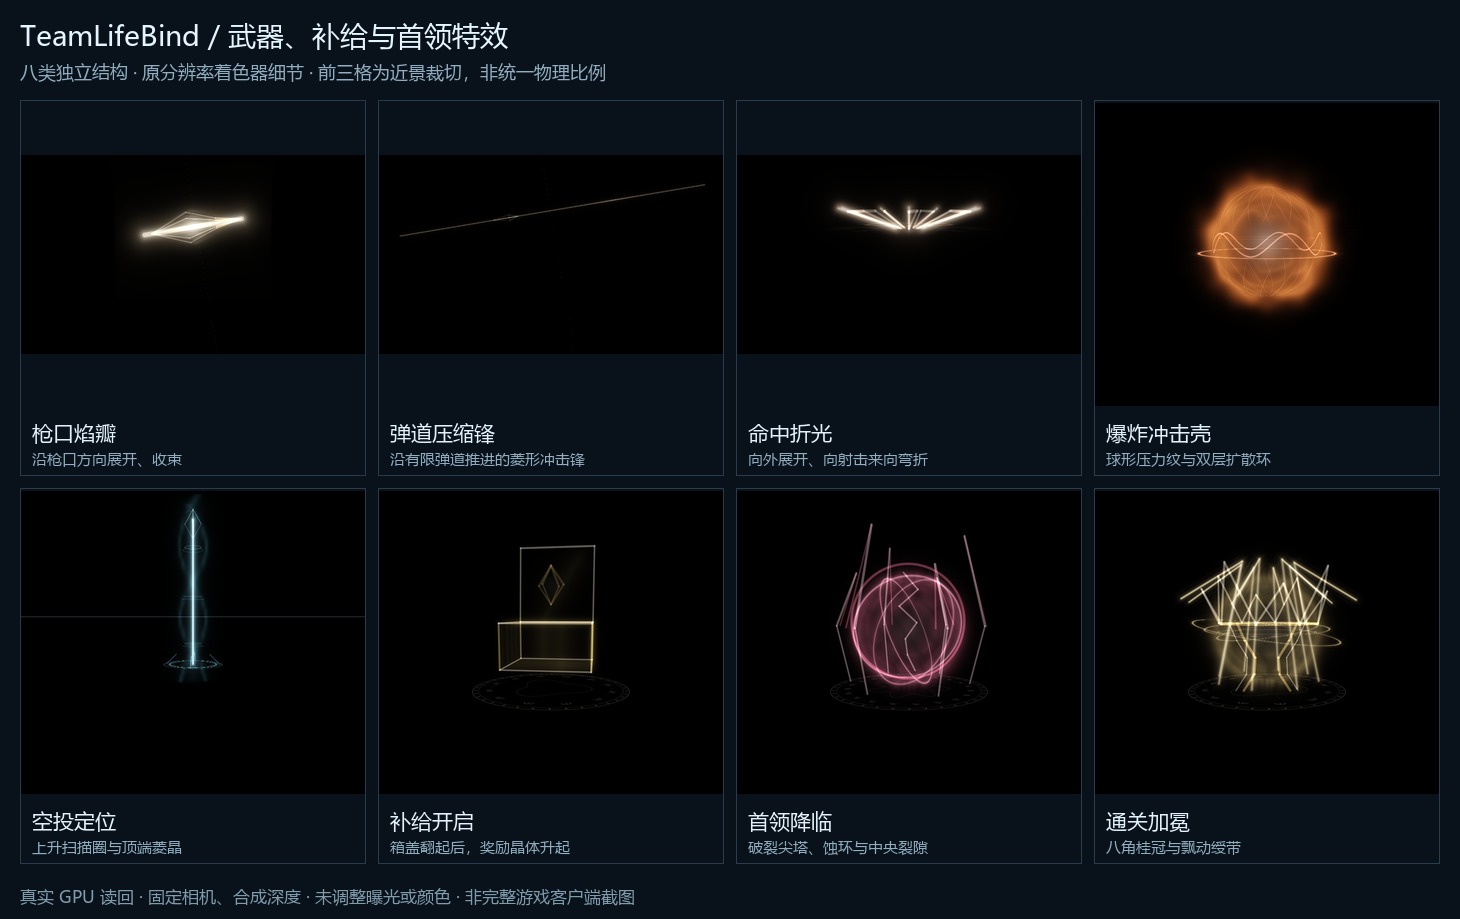 TeamLifeBind / 武器、补给与首领特效
八类独立结构 · 原分辨率着色器细节 · 前三格为近景裁切，非统一物理比例
枪口焰瓣
沿枪口方向展开、收束
弹道压缩锋
沿有限弹道推进的菱形冲击锋
命中折光
向外展开、向射击来向弯折
爆炸冲击壳
球形压力纹与双层扩散环
空投定位
上升扫描圈与顶端菱晶
补给开启
箱盖翻起后，奖励晶体升起
首领降临
破裂尖塔、蚀环与中央裂隙
通关加冕
八角桂冠与飘动绶带
真实 GPU 读回 · 固定相机、合成深度 · 未调整曝光或颜色 · 非完整游戏客户端截图